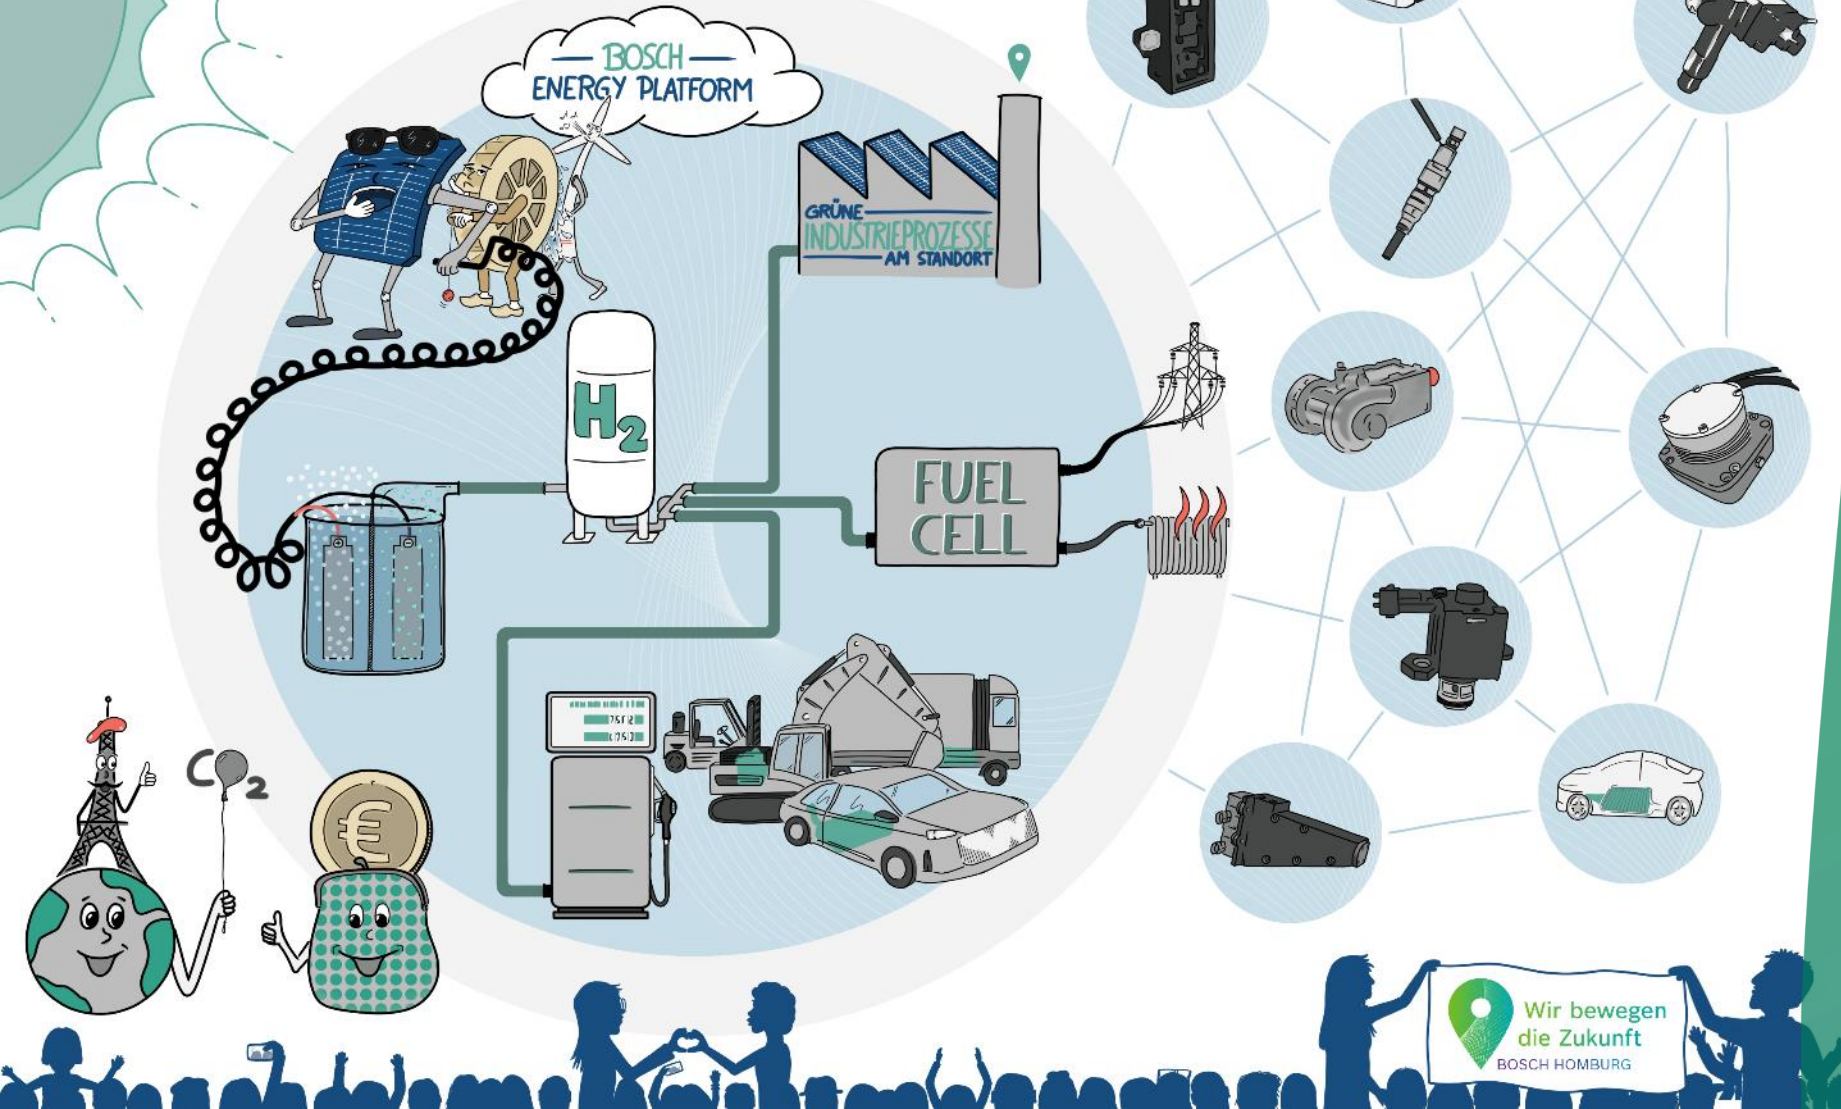 BOSCH
ENERGY PLATFORM
GRÜNE
INDUSTRIEPROZESSE
AM STANDORT
H2
FUEL
CELL
CO2
€
Wir bewegen
die Zukunft
BOSCH HOMBURG